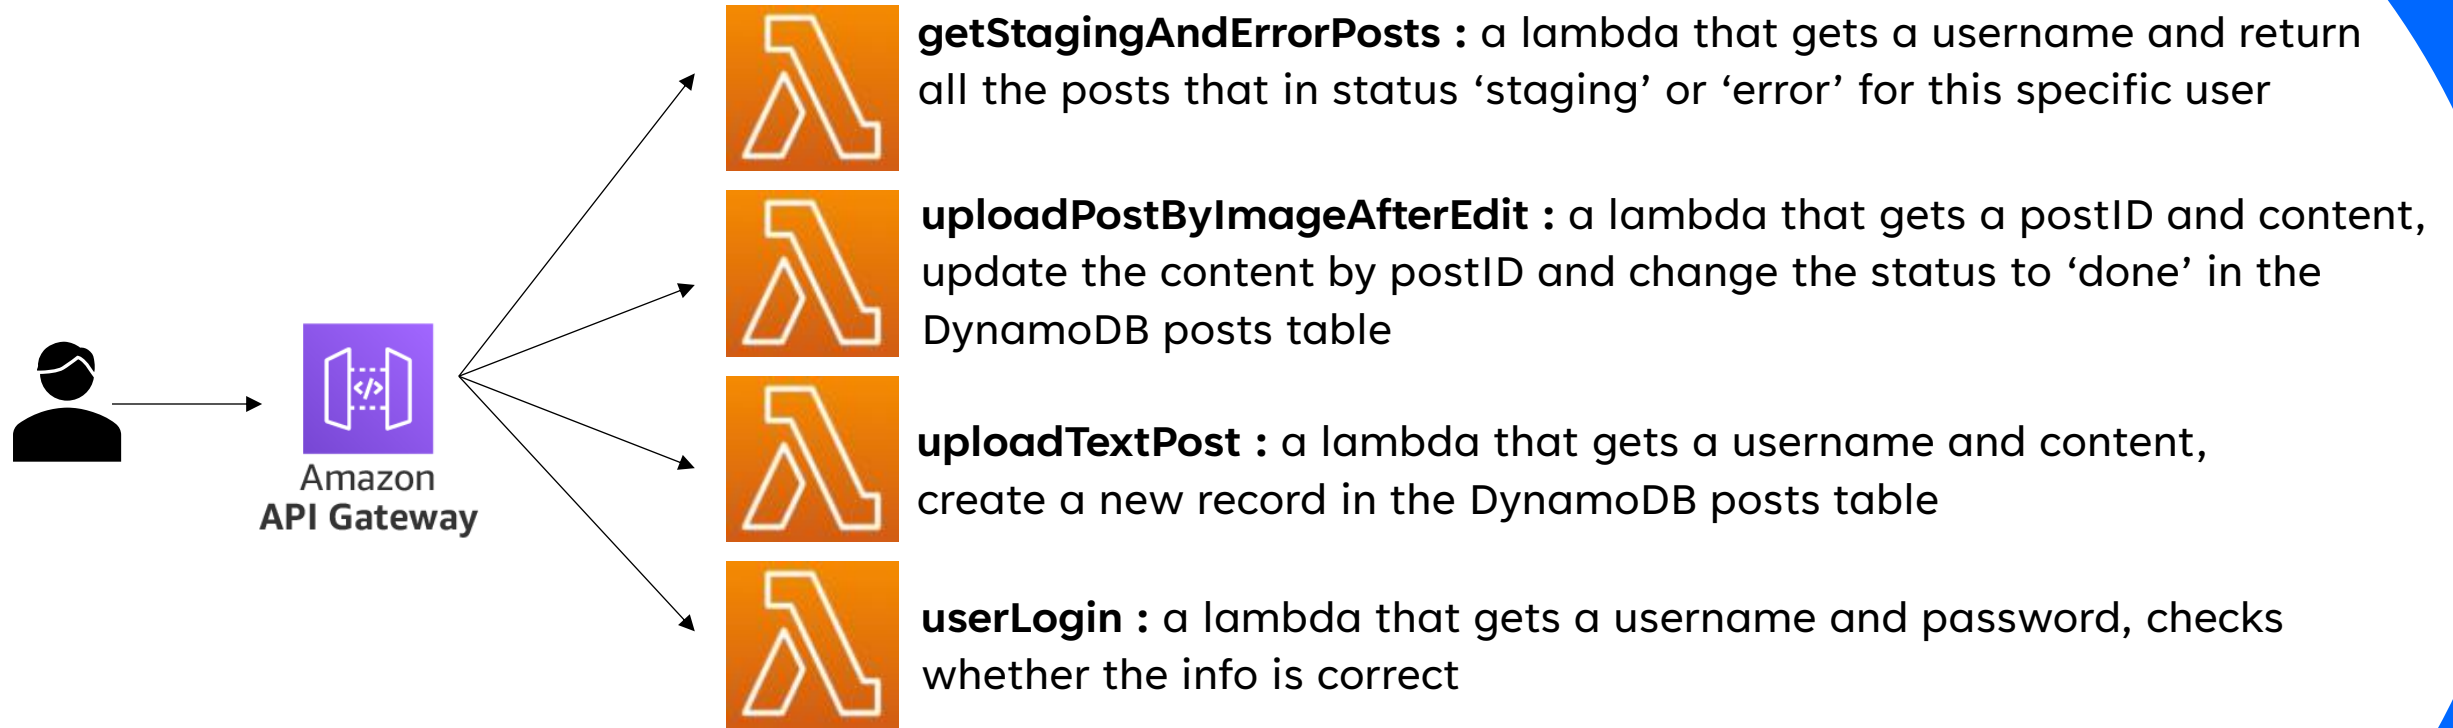 getStagingAndErrorPosts : a lambda that gets a username and return
all the posts that in status ‘staging’ or ‘error’ for this specific user
uploadPostByImageAfterEdit : a lambda that gets a postID and content,
update the content by postID and change the status to ‘done’ in the
DynamoDB posts table
</>
Amazon
API Gateway
uploadTextPost : a lambda that gets a username and content,
create a new record in the DynamoDB posts table
userLogin : a lambda that gets a username and password, checks
whether the info is correct